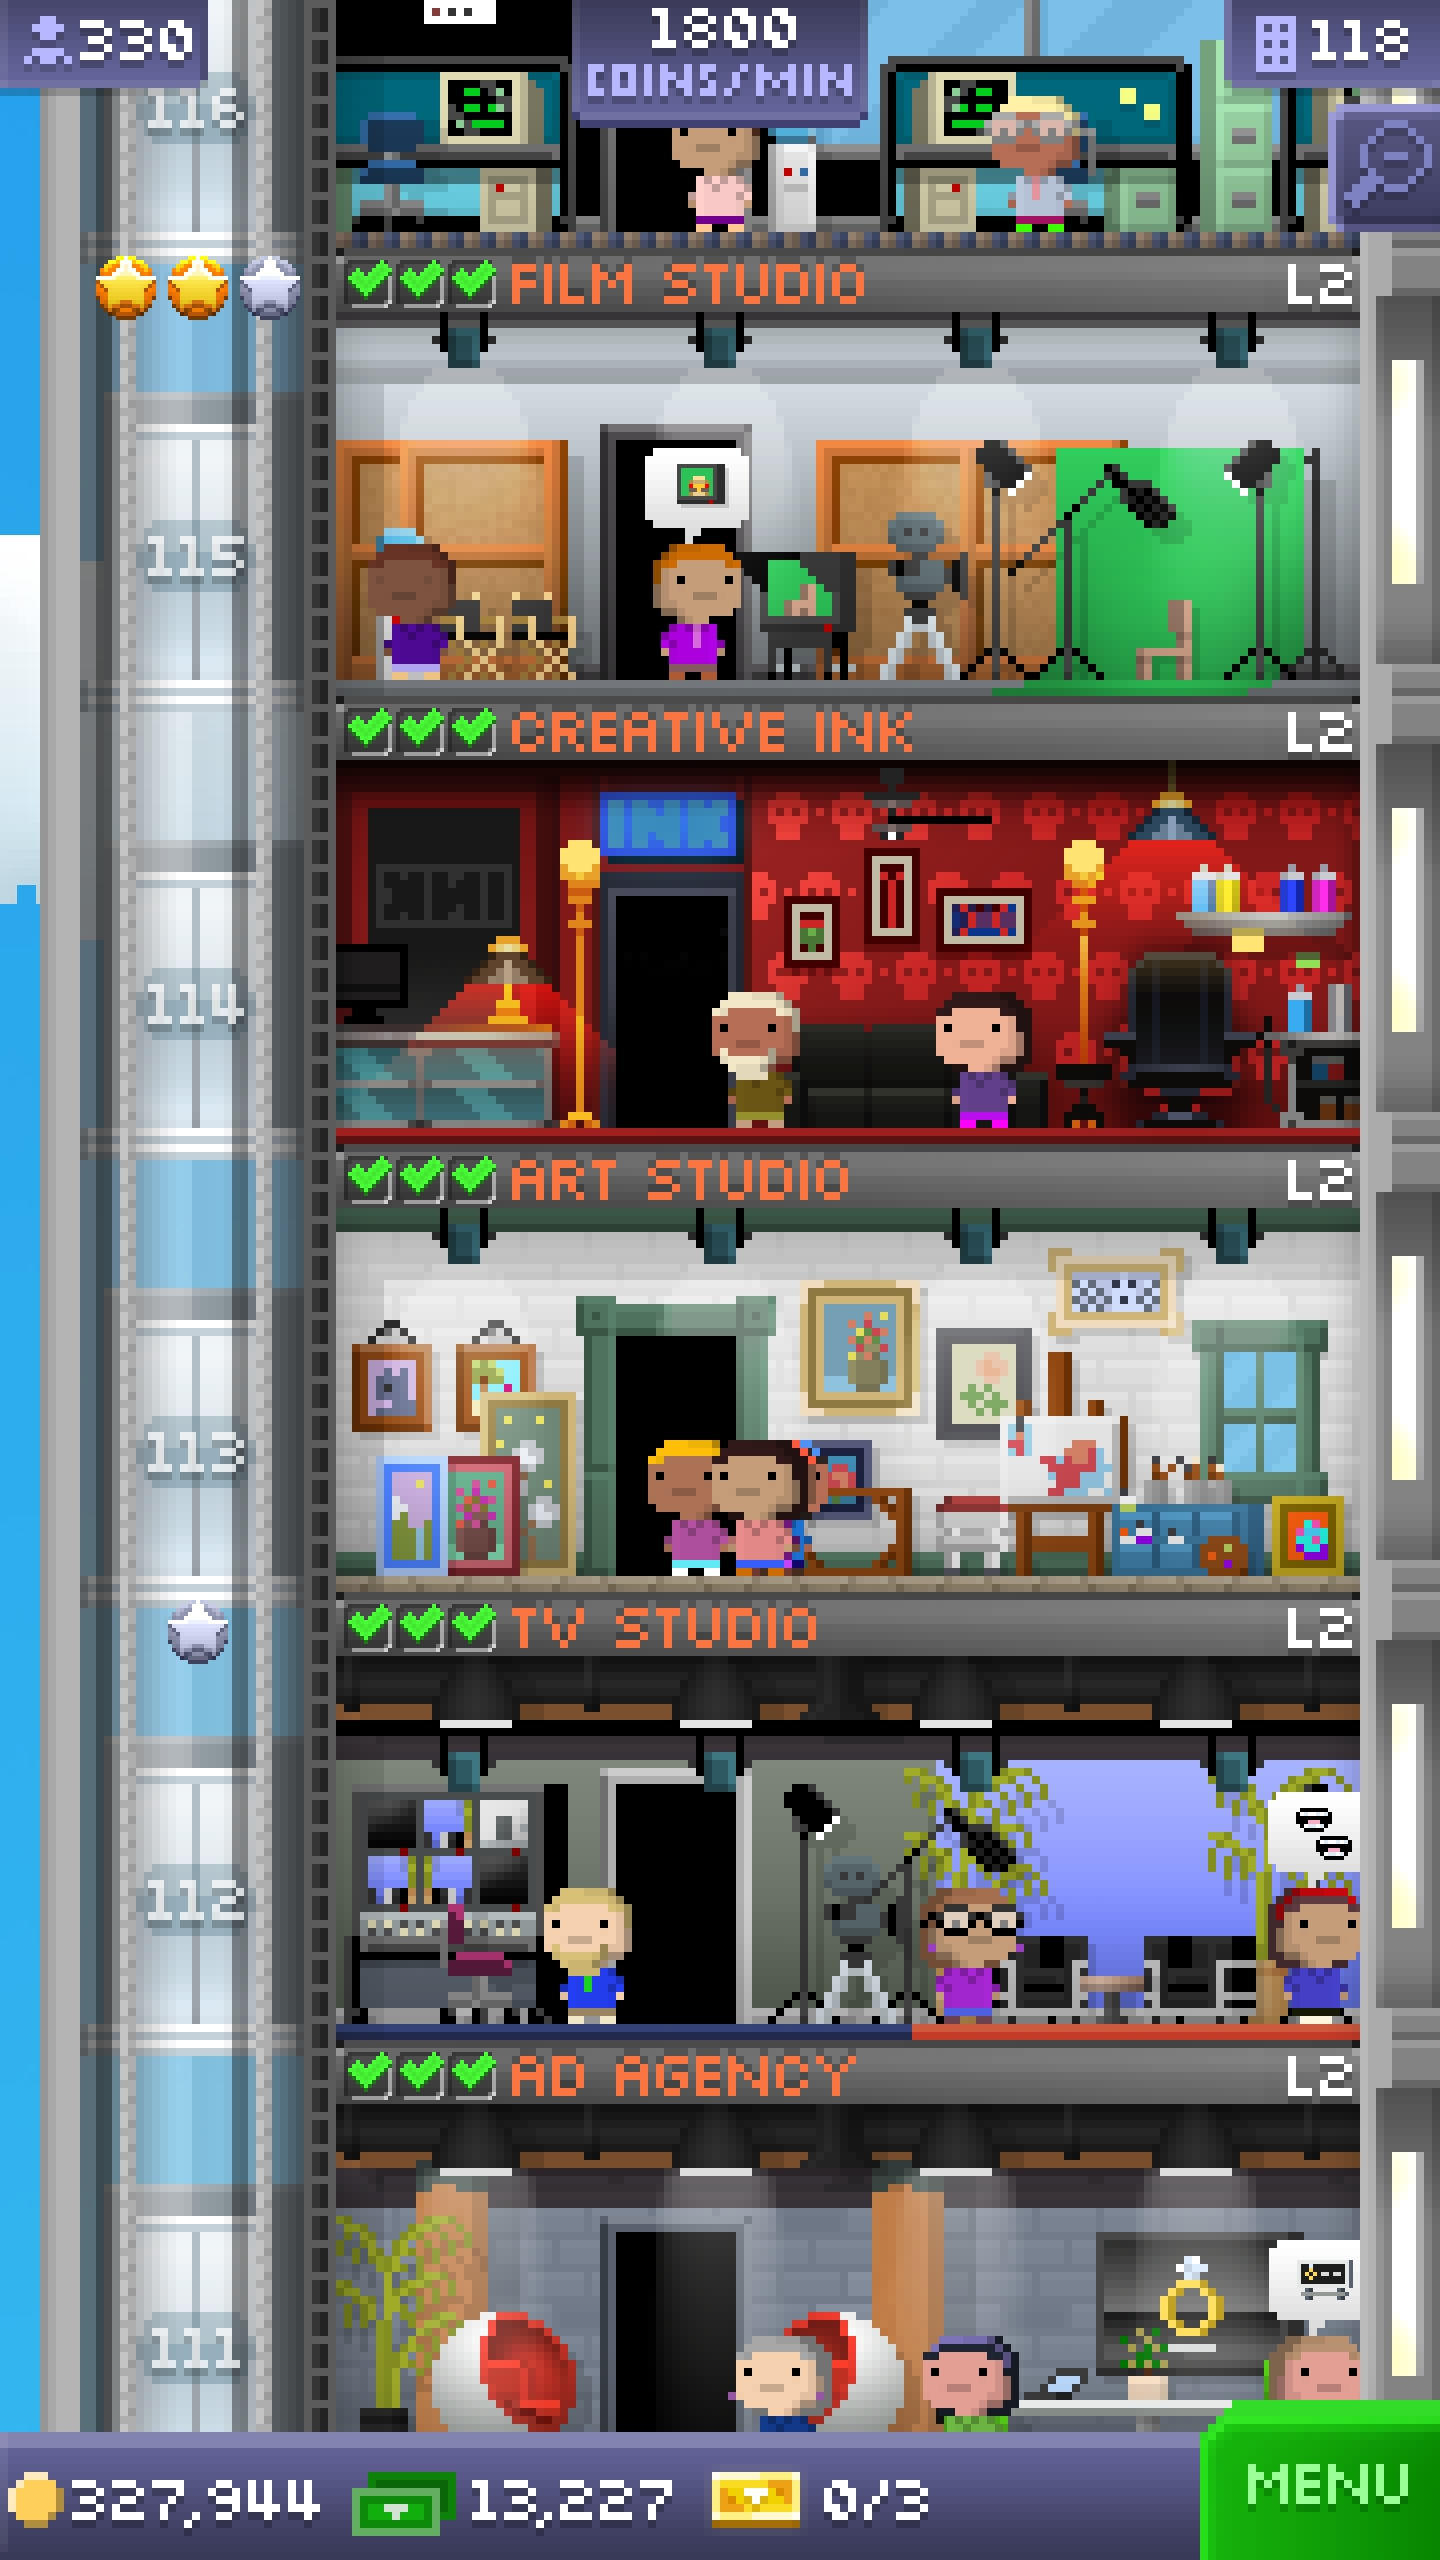 330
1800
COINS/MIN
118
116
FILM STUDIO L2
115
CREATIVE INK L2
INK
INK
114
ART STUDIO L2
113
TV STUDIO L2
112
AD AGENCY L2
111
327,944 13,227 0/3
MENU